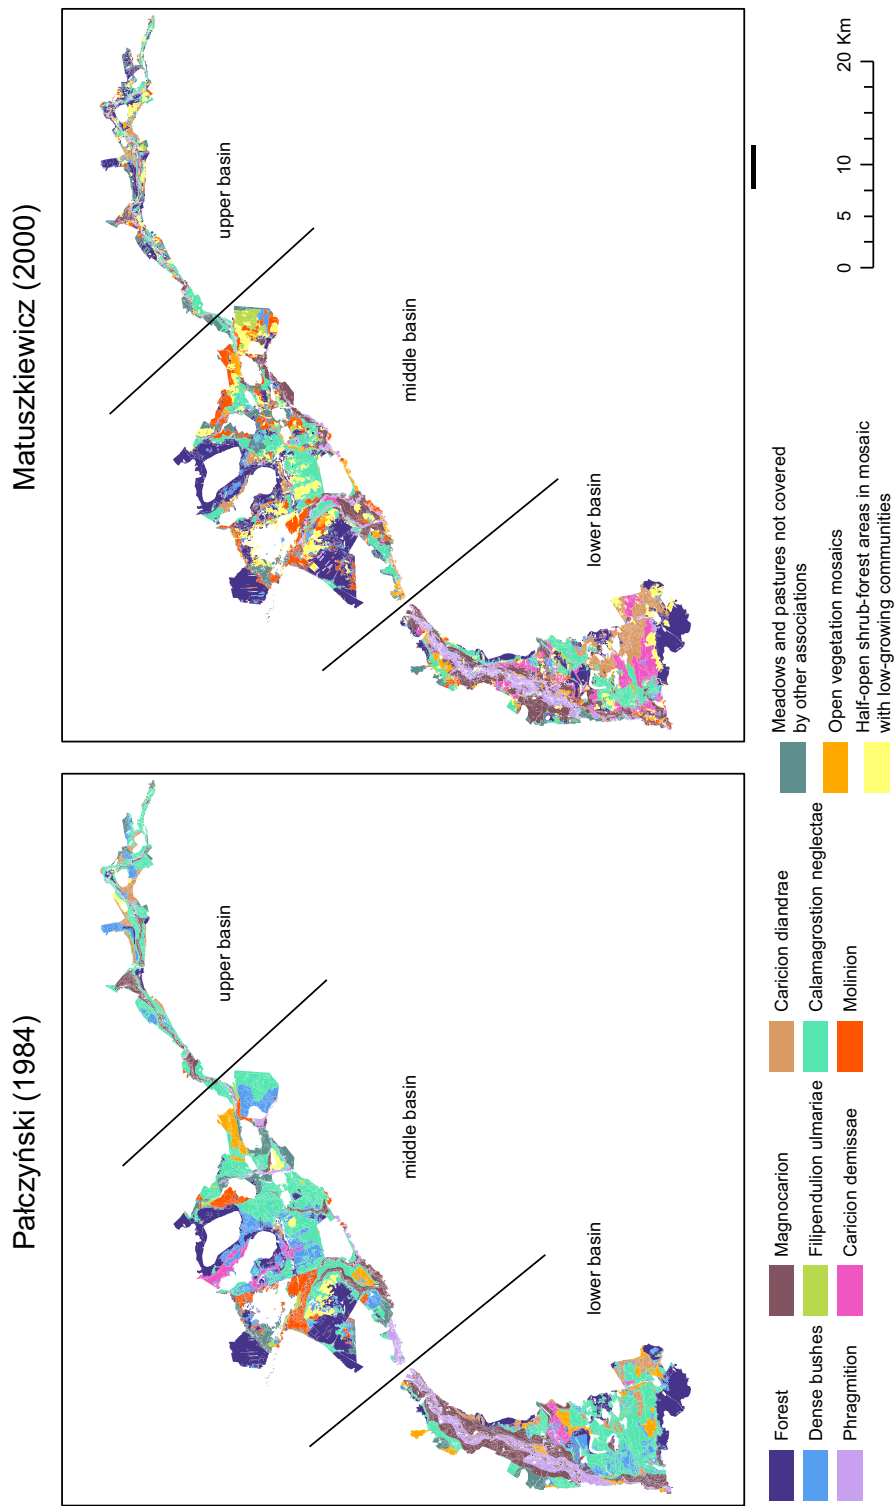 Pałczyński (1984)
upper basin
middle basin
lower basin
Matuszkiewicz (2000)
upper basin
middle basin
lower basin
0 5 10 20 Km
Forest
Dense bushes
Phragmition
Magnocarion
Filipendulion ulmariae
Caricion demissae
Caricion diandrae
Calamagrostion neglectae
Molinion
Meadows and pastures not covered
by other associations
Open vegetation mosaics
Half-open shrub-forest areas in mosaic
with low-growing communities